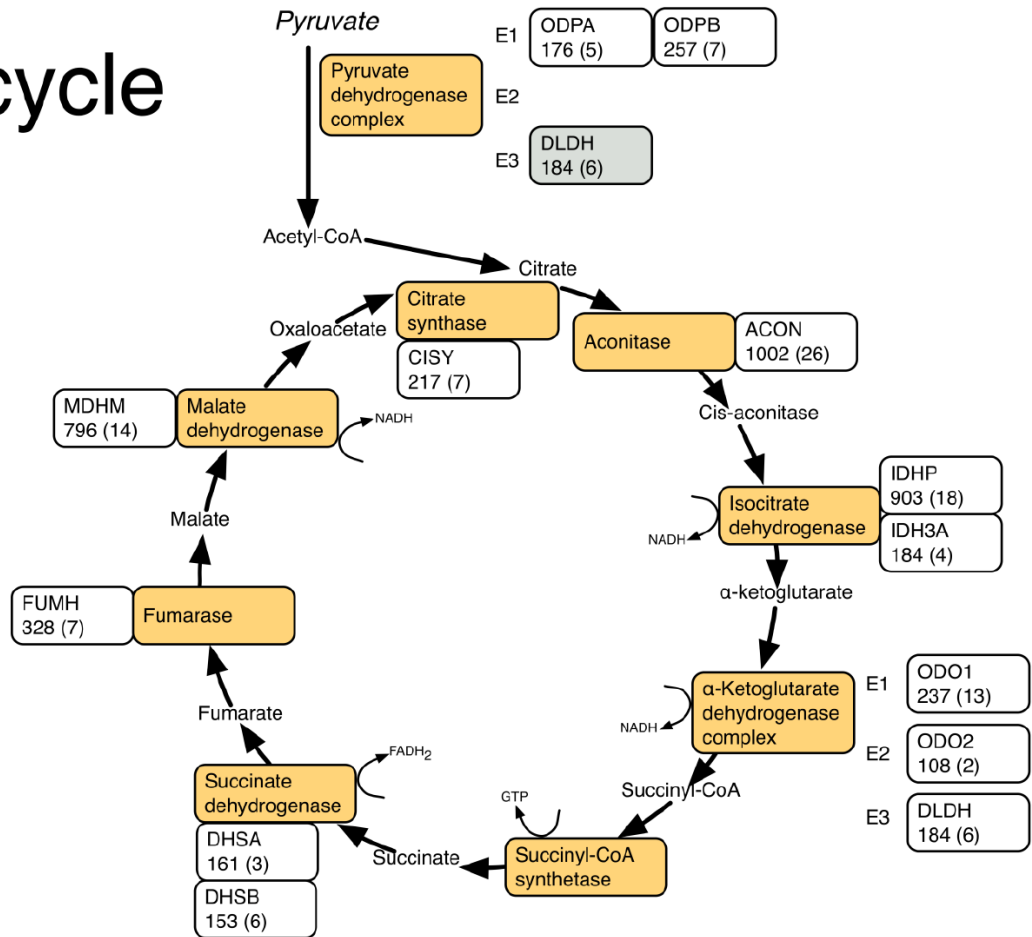 cycle
Pyruvate
Pyruvate
dehydrogenase
complex
E1
ODPA
176 (5)
ODPB
257 (7)
E2
E3
DLDH
184 (6)
Acetyl-CoA
Citrate
Citrate
synthase
CISY
217 (7)
Aconitase
ACON
1002 (26)
Cis-aconitase
Isocitrate
dehydrogenase
IDHP
903 (18)
IDH3A
184 (4)
NADH
α-ketoglutarate
α-Ketoglutarate
dehydrogenase
complex
NADH
E1
ODO1
237 (13)
E2
ODO2
108 (2)
E3
DLDH
184 (6)
Succinyl-CoA
GTP
Succinyl-CoA
synthetase
Succinate
Succinate
dehydrogenase
DHSA
161 (3)
DHSB
153 (6)
FADH₂
Fumarate
Fumarase
FUMH
328 (7)
Malate
Malate
dehydrogenase
MDHM
796 (14)
NADH
Oxaloacetate